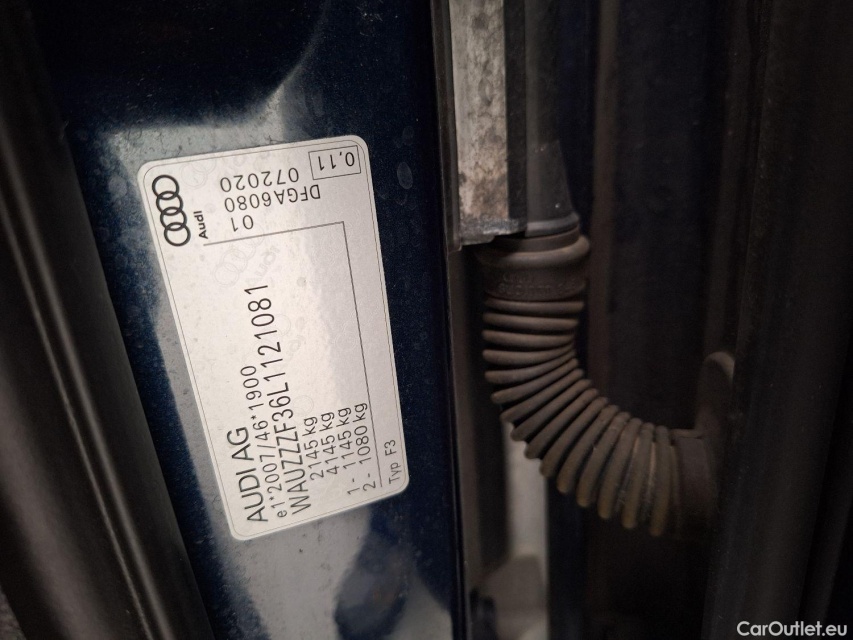 AUDI AG
e1*2007/46*1900
WAUZZZF36L1121081
2145 kg
4145 kg
1- 1145 kg
2- 1080 kg
Typ F3
Audi
01
DFGA6080
072020
0.11
CarOutlet.eu